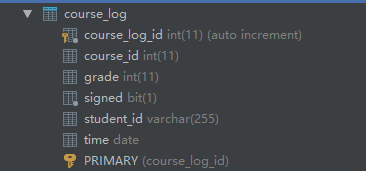 course_log
course_log_id int(11) (auto increment)
course_id int(11)
grade int(11)
signed bit(1)
student_id varchar(255)
time date
PRIMARY (course_log_id)